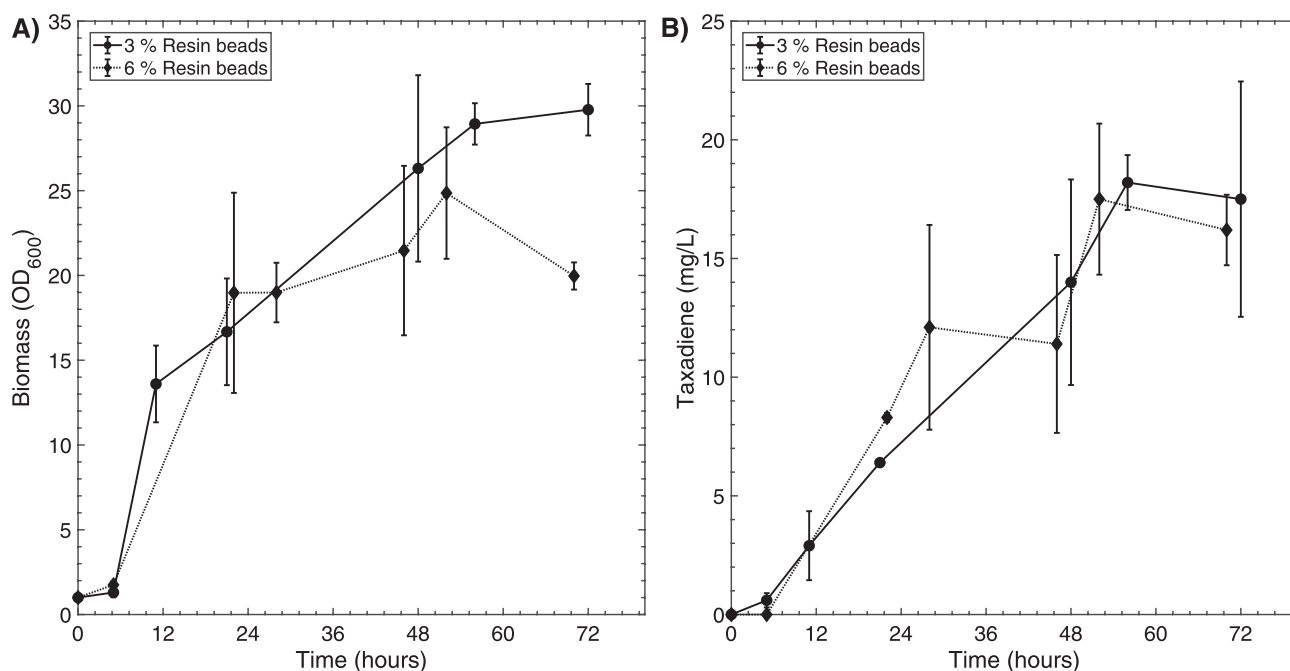 A)
3 % Resin beads
6 % Resin beads
35
30
25
20
15
10
5
0
Biomass (OD600)
0 12 24 36 48 60 72
Time (hours)
B)
3 % Resin beads
6 % Resin beads
25
20
15
10
5
0
Taxadiene (mg/L)
0 12 24 36 48 60 72
Time (hours)